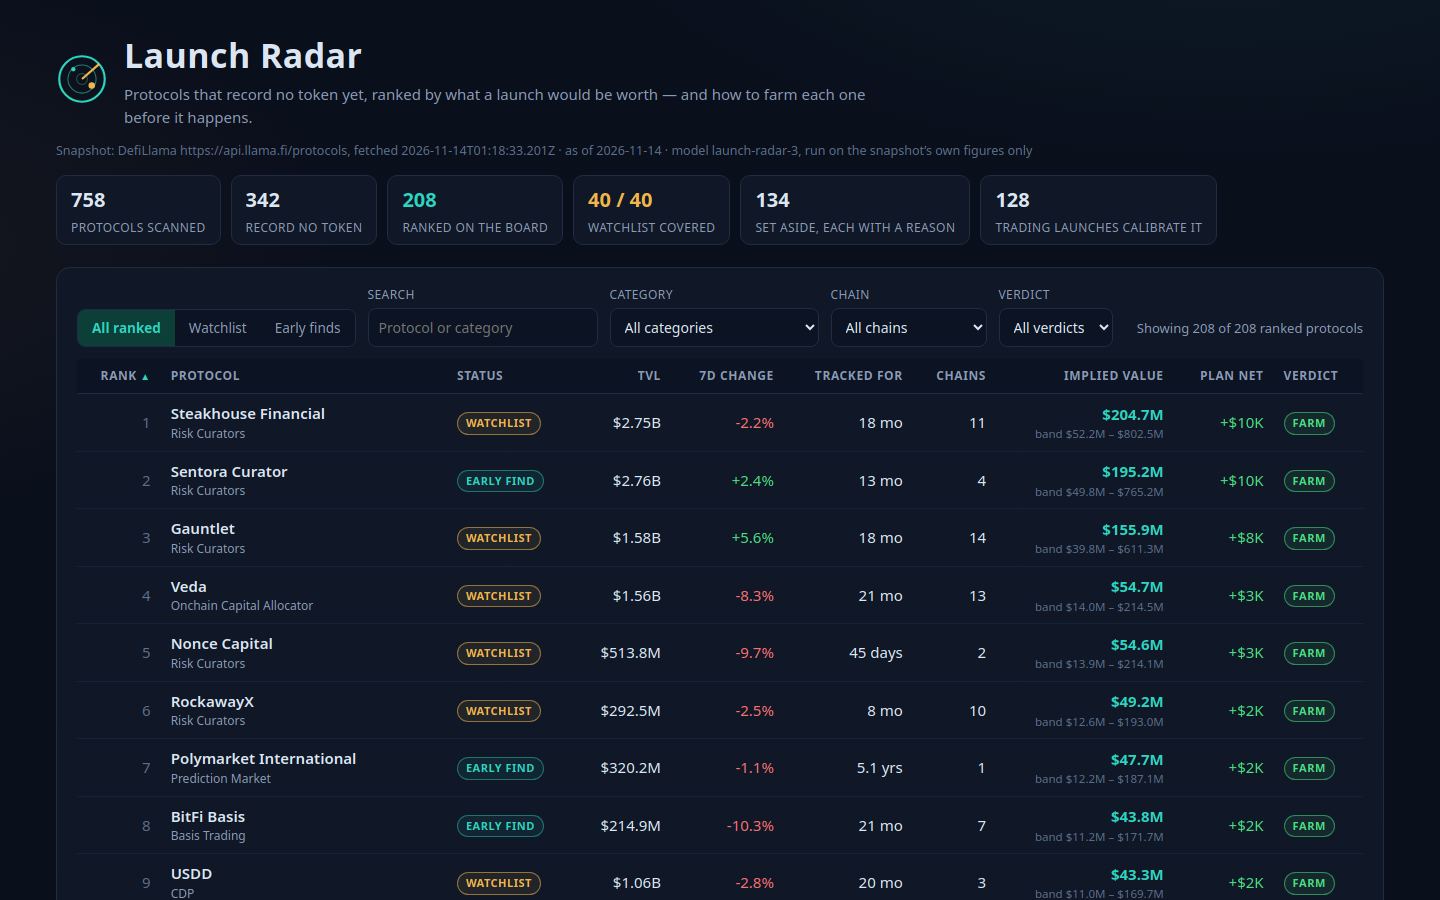 Launch Radar
Protocols that record no token yet, ranked by what a launch would be worth — and how to farm each one
before it happens.
Snapshot: DefiLlama https://api.llama.fi/protocols, fetched 2026-11-14T01:18:33.201Z · as of 2026-11-14 · model launch-radar-3, run on the snapshot's own figures only
758 342 208 40 / 40 134 128
PROTOCOLS SCANNED RECORD NO TOKEN RANKED ON THE BOARD WATCHLIST COVERED SET ASIDE, EACH WITH A REASON TRADING LAUNCHES CALIBRATE IT
SEARCH CATEGORY CHAIN VERDICT
All ranked Watchlist Early finds Protocol or category All categories All chains All verdicts Showing 208 of 208 ranked protocols
RANK ▲ PROTOCOL STATUS TVL 7D CHANGE TRACKED FOR CHAINS IMPLIED VALUE PLAN NET VERDICT
1 Steakhouse Financial WATCHLIST $2.75B -2.2% 18 mo 11 $204.7M +$10K FARM
Risk Curators band $52.2M – $802.5M
2 Sentora Curator EARLY FIND $2.76B +2.4% 13 mo 4 $195.2M +$10K FARM
Risk Curators band $49.8M – $765.2M
3 Gauntlet WATCHLIST $1.58B +5.6% 18 mo 14 $155.9M +$8K FARM
Risk Curators band $39.8M – $611.3M
4 Veda WATCHLIST $1.56B -8.3% 21 mo 13 $54.7M +$3K FARM
Onchain Capital Allocator band $14.0M – $214.5M
5 Nonce Capital WATCHLIST $513.8M -9.7% 45 days 2 $54.6M +$3K FARM
Risk Curators band $13.9M – $214.1M
6 RockawayX WATCHLIST $292.5M -2.5% 8 mo 10 $49.2M +$2K FARM
Risk Curators band $12.6M – $193.0M
7 Polymarket International EARLY FIND $320.2M -1.1% 5.1 yrs 1 $47.7M +$2K FARM
Prediction Market band $12.2M – $187.1M
8 BitFi Basis EARLY FIND $214.9M -10.3% 21 mo 7 $43.8M +$2K FARM
Basis Trading band $11.2M – $171.7M
9 USDD WATCHLIST $1.06B -2.8% 20 mo 3 $43.3M +$2K FARM
CDP band $11.0M – $169.7M